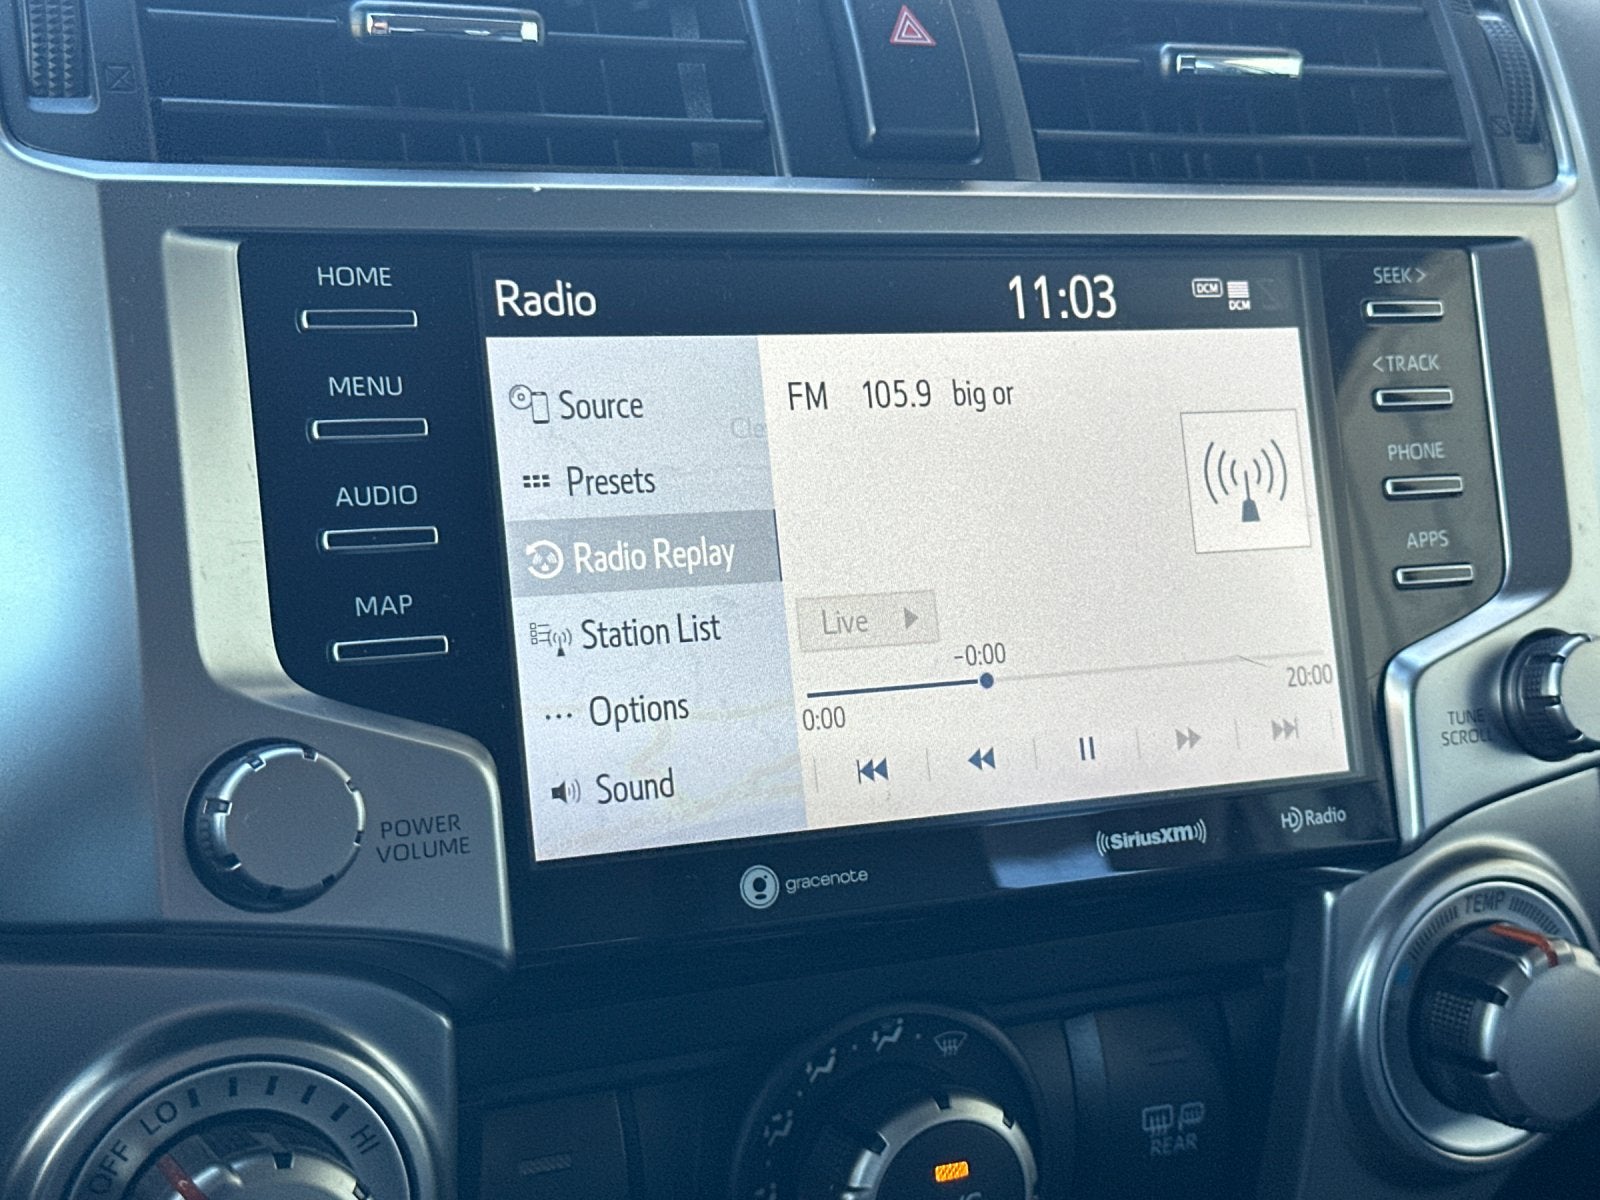 HOME
MENU
AUDIO
MAP
POWER
VOLUME
Radio
11:03
DCM
DCM
Source
Presets
Radio Replay
Station List
Options
Sound
FM 105.9 big or
Live
-0:00
0:00
20:00
SEEK >
< TRACK
PHONE
APPS
TUNE
SCROLL
gracenote
SiriusXM
HD Radio
TEMP
OFF LO HI
REAR